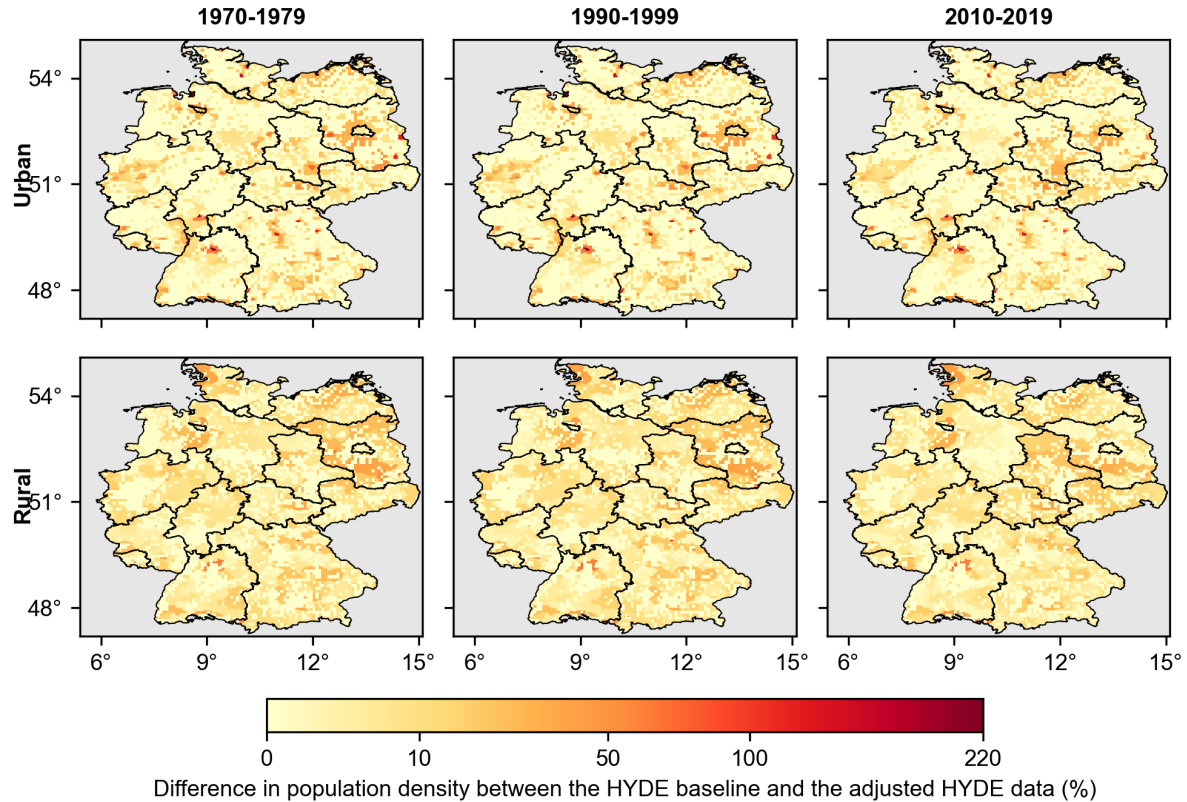 1970-1979 1990-1999 2010-2019
54°
Urban
51°
48°
54°
Rural
51°
48°
6° 9° 12° 15° 6° 9° 12° 15° 6° 9° 12° 15°
0 10 50 100 220
Difference in population density between the HYDE baseline and the adjusted HYDE data (%)